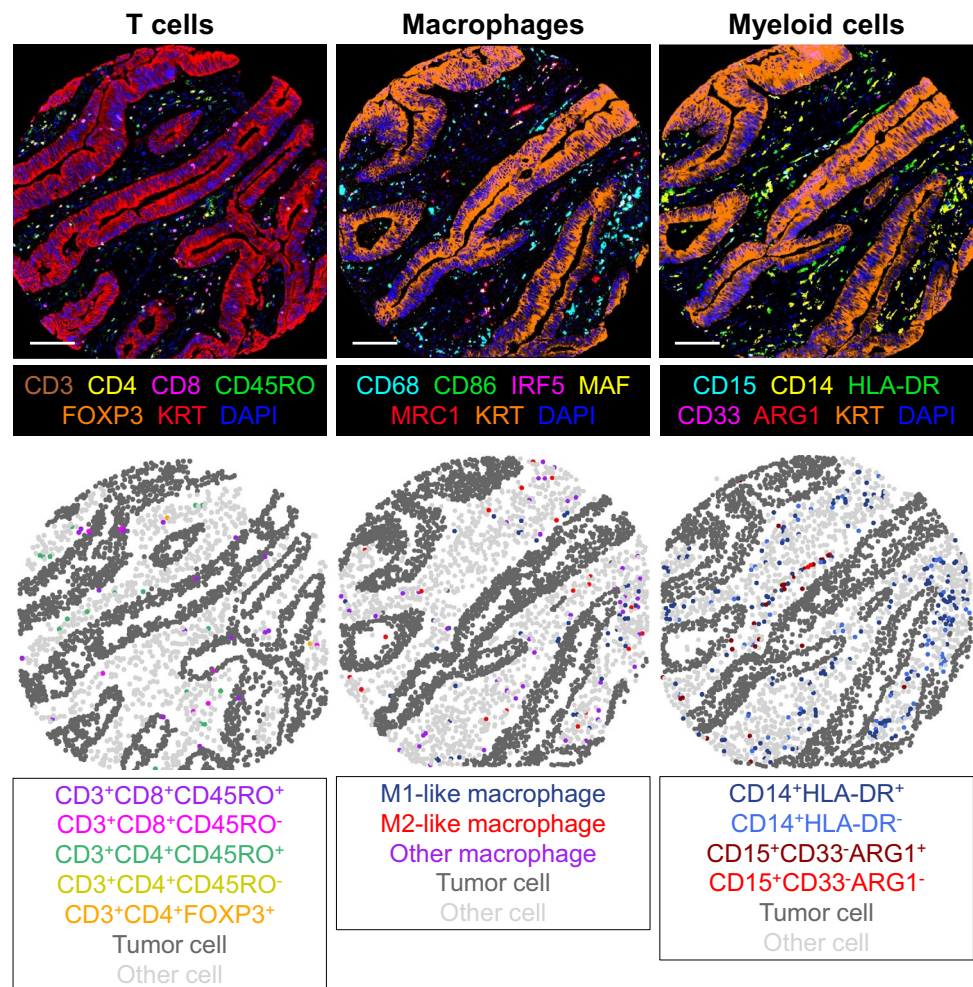 T cells
Macrophages
Myeloid cells
CD3 CD4 CD8 CD45RO
FOXP3 KRT DAPI
CD68 CD86 IRF5 MAF
MRC1 KRT DAPI
CD15 CD14 HLA-DR
CD33 ARG1 KRT DAPI
CD3⁺CD8⁺CD45RO⁺
CD3⁺CD8⁺CD45RO⁻
CD3⁺CD4⁺CD45RO⁺
CD3⁺CD4⁺CD45RO⁻
CD3⁺CD4⁺FOXP3⁺
Tumor cell
Other cell
M1-like macrophage
M2-like macrophage
Other macrophage
Tumor cell
Other cell
CD14⁺HLA-DR⁺
CD14⁺HLA-DR⁻
CD15⁺CD33⁻ARG1⁺
CD15⁺CD33⁻ARG1⁻
Tumor cell
Other cell